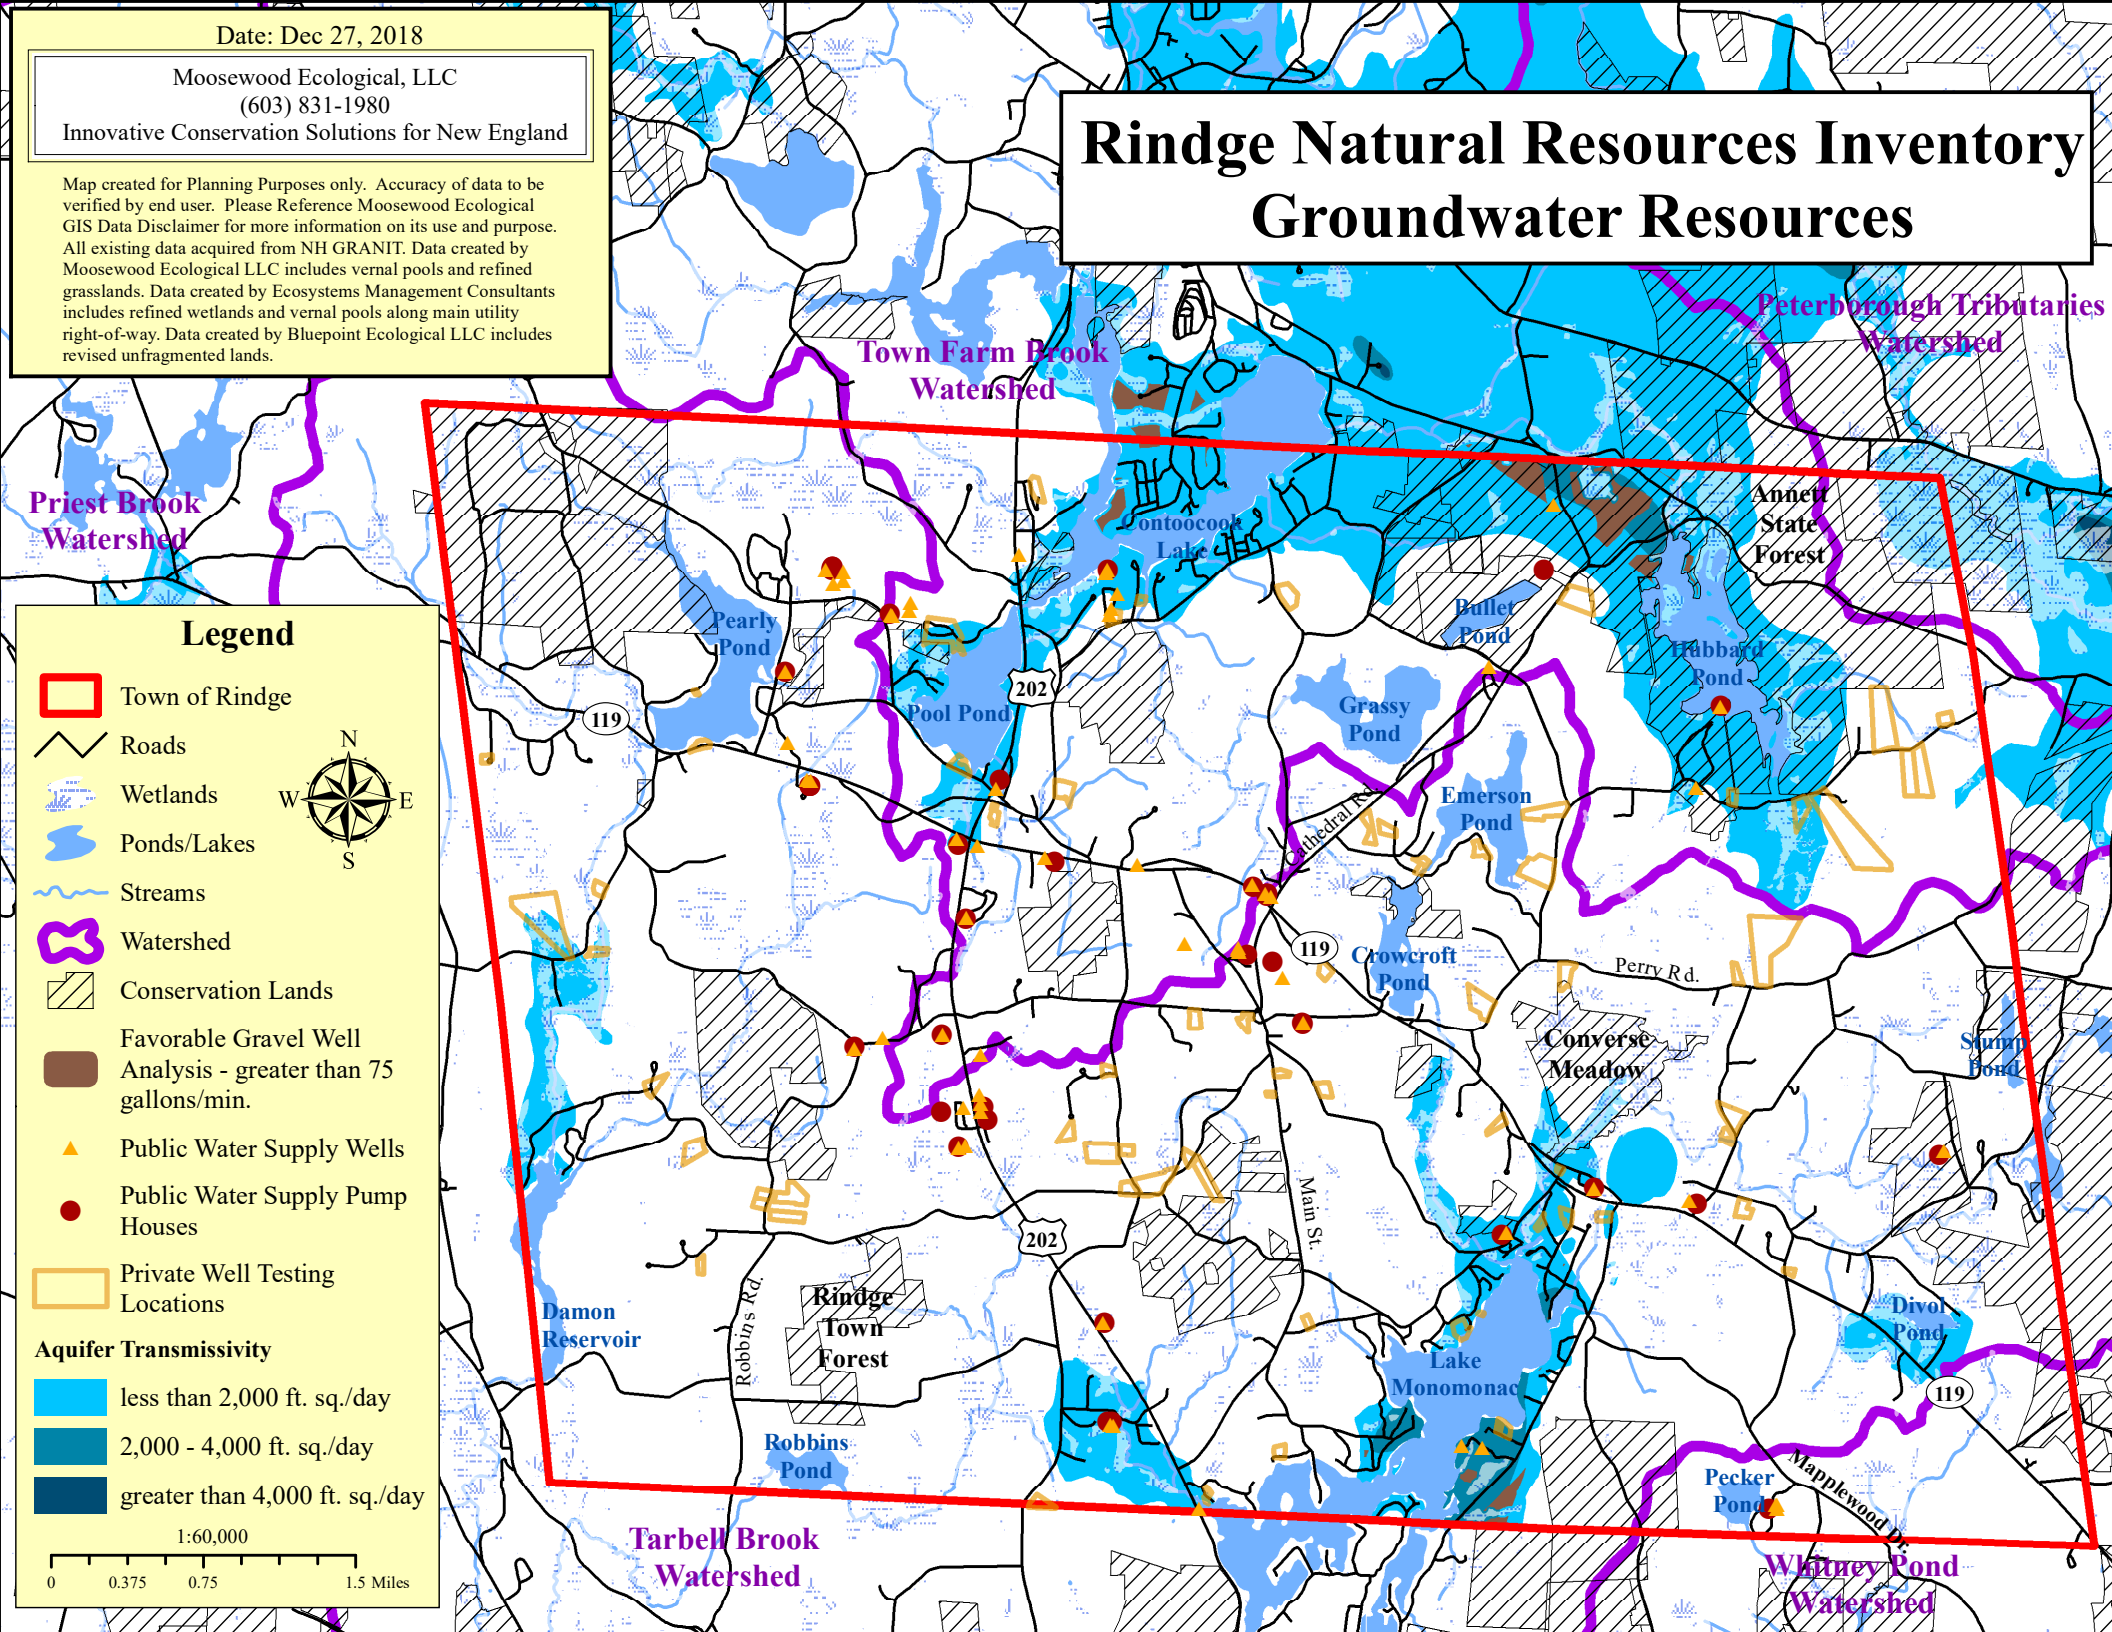 Date: Dec 27, 2018
Moosewood Ecological, LLC
(603) 831-1980
Innovative Conservation Solutions for New England
Map created for Planning Purposes only. Accuracy of data to be
verified by end user. Please Reference Moosewood Ecological
GIS Data Disclaimer for more information on its use and purpose.
All existing data acquired from NH GRANIT. Data created by
Moosewood Ecological LLC includes vernal pools and refined
grasslands. Data created by Ecosystems Management Consultants
includes refined wetlands and vernal pools along main utility
right-of-way. Data created by Bluepoint Ecological LLC includes
revised unfragmented lands.
Rindge Natural Resources Inventory
Groundwater Resources
Peterborough Tributaries
Watershed
Town Farm Brook
Watershed
Priest Brook
Watershed
Annett
State
Forest
Contoocook
Lake
Pearly
Pond
Bullet
Pond
Hubbard
Pond
202
119
Pool Pond
Grassy
Pond
Emerson
Pond
Cathedral Rd.
119
Crowcroft
Pond
Perry Rd.
Converse
Meadow
Stump
Pond
Main St.
202
Damon
Reservoir
Robbins Rd.
Rindge
Town
Forest
Divol
Pond
Lake
Monomonac
119
Robbins
Pond
Pecker
Pond
Mapplewood Dr.
Tarbell Brook
Watershed
Whitney Pond
Watershed
Legend
Town of Rindge
Roads
Wetlands
Ponds/Lakes
Streams
Watershed
Conservation Lands
Favorable Gravel Well
Analysis - greater than 75
gallons/min.
Public Water Supply Wells
Public Water Supply Pump
Houses
Private Well Testing
Locations
N
W
E
S
Aquifer Transmissivity
less than 2,000 ft. sq./day
2,000 - 4,000 ft. sq./day
greater than 4,000 ft. sq./day
1:60,000
0 0.375 0.75 1.5 Miles